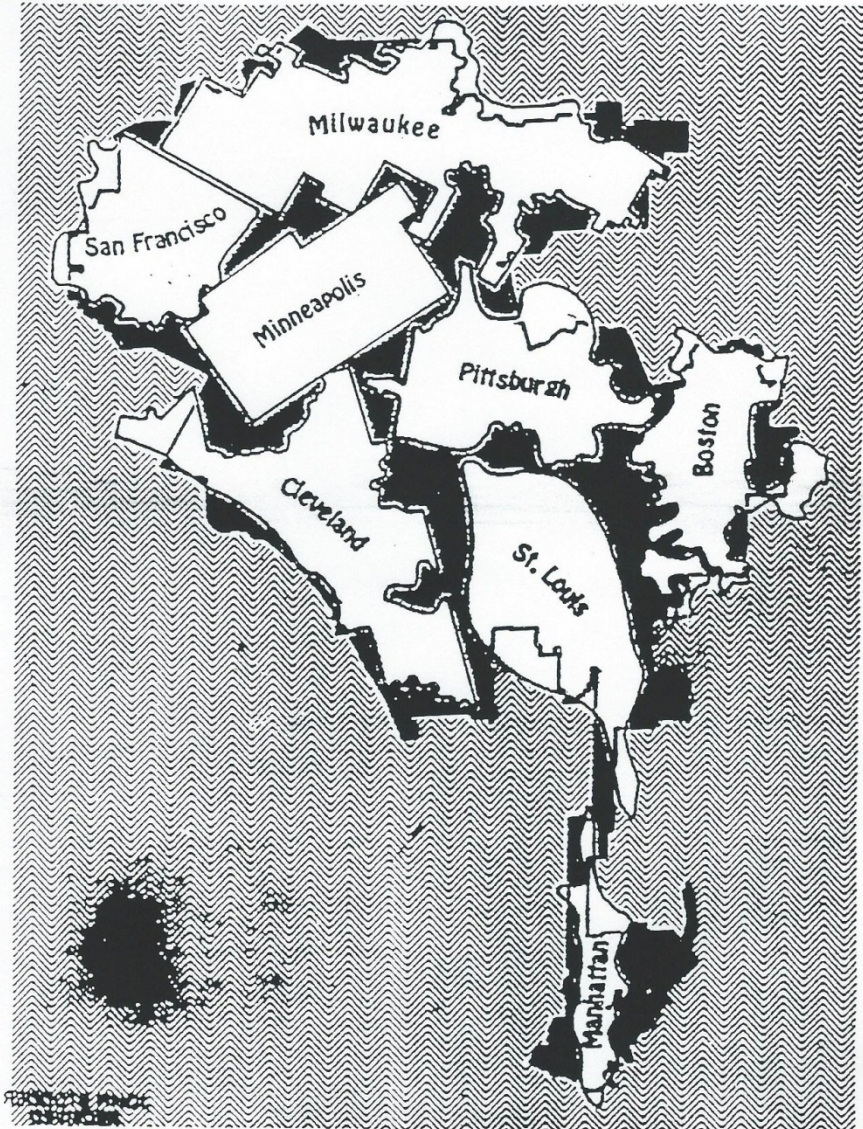 Milwaukee
San Francisco
Minneapolis
Pittsburgh
Boston
Cleveland
St. Louis
Manhattan